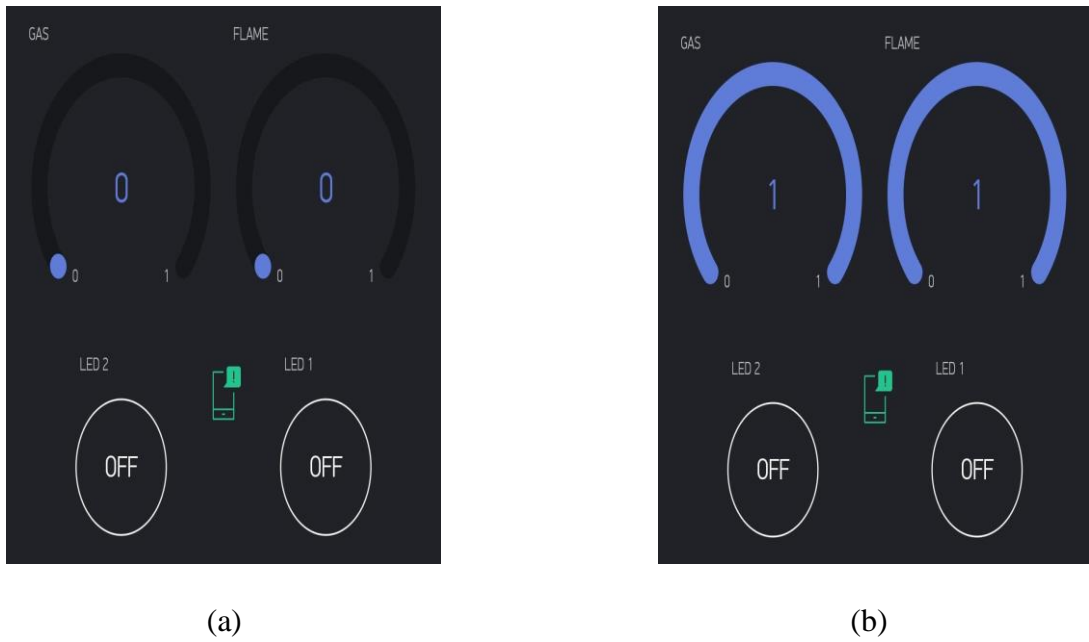 GAS FLAME
0 0
0 1 0 1
LED 2 LED 1
OFF OFF
(a)
GAS FLAME
1 1
0 1 0 1
LED 2 LED 1
OFF OFF
(b)